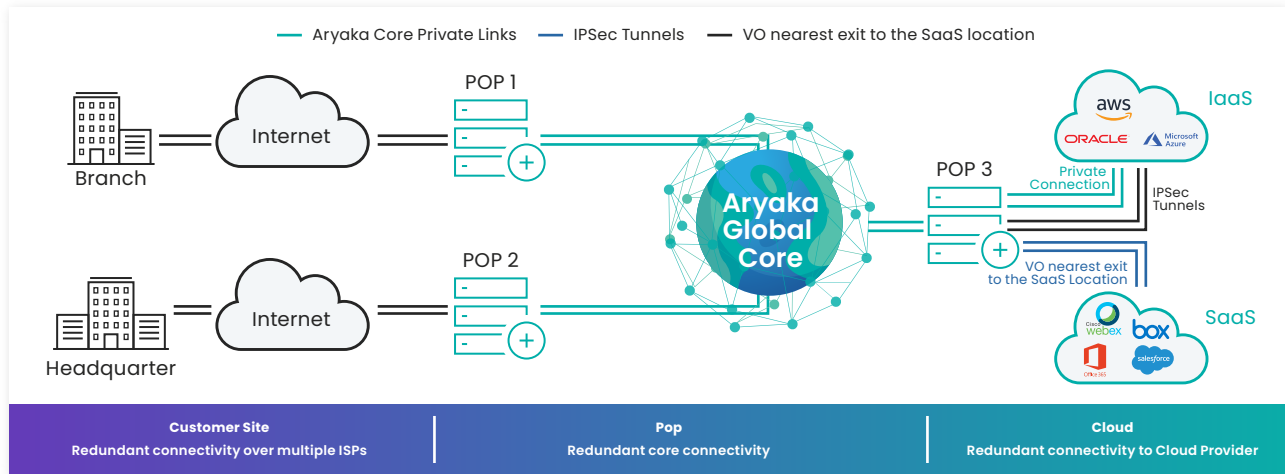 Aryaka Core Private Links
IPSec Tunnels
VO nearest exit to the SaaS location
POP 1
Internet
Branch
POP 2
Internet
Headquarter
Aryaka
Global
Core
POP 3
aws
ORACLE
Microsoft
Azure
IaaS
Private
Connection
IPSec
Tunnels
VO nearest exit
to the SaaS Location
Cisco
webex
box
Office 365
salesforce
SaaS
Customer Site
Redundant connectivity over multiple ISPs
Pop
Redundant core connectivity
Cloud
Redundant connectivity to Cloud Provider